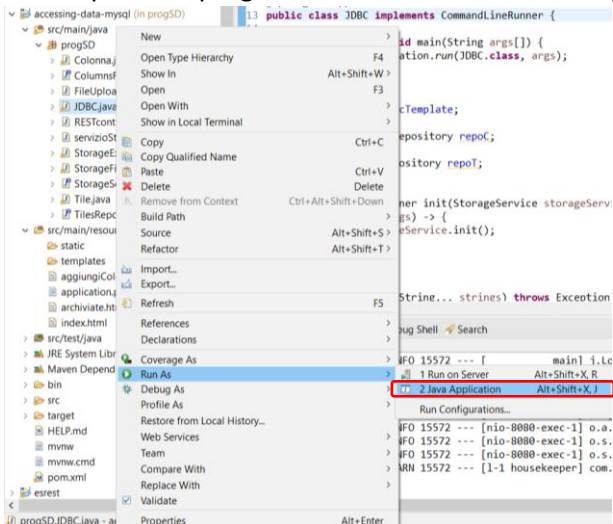 accessing-data-mysql (in progSD)
src/main/java
progSD
Colonna.j
Columns
FileUploa
JDBC.java
RESTcont
servizioSt
StorageE
StorageFi
StorageS
Tile.java
TilesRepo
src/main/resour
static
templates
aggiungiCol
application.p
archiviate.ht
index.html
src/test/java
JRE System Libr
Maven Depend
bin
src
target
HELP.md
mvnw
mvnw.cmd
pom.xml
esrest
progSD.JDBC.java - a
New
Open Type Hierarchy F4
Show In Alt+Shift+W
Open F3
Open With
Show in Local Terminal
Copy Ctrl+C
Copy Qualified Name
Paste Ctrl+V
Delete Delete
Remove from Context Ctrl+Alt+Shift+Down
Build Path
Source Alt+Shift+S
Refactor Alt+Shift+T
Import...
Export...
Refresh F5
References
Declarations
Coverage As
Run As
Debug As
Profile As
Restore from Local History...
Web Services
Team
Compare With
Replace With
Validate
Properties Alt+Enter
1 Run on Server Alt+Shift+X, R
2 Java Application Alt+Shift+X, J
Run Configurations...
13 public class JDBC implements CommandLineRunner {
id main(String args[]) {
ation.run(JDBC.class, args);
cTemplate;
epository repoC;
ository repoT;
ner init(StorageService storageServi
gs) -> {
eService.init();
String... strines) throws Exception
bug Shell Search
NFO 15572 --- [ main] j.Lo
NFO 15572 --- [nio-8080-exec-1] o.a.
NFO 15572 --- [nio-8080-exec-1] o.s.
NFO 15572 --- [nio-8080-exec-1] o.s.
ARN 15572 --- [l-1 housekeeper] com.